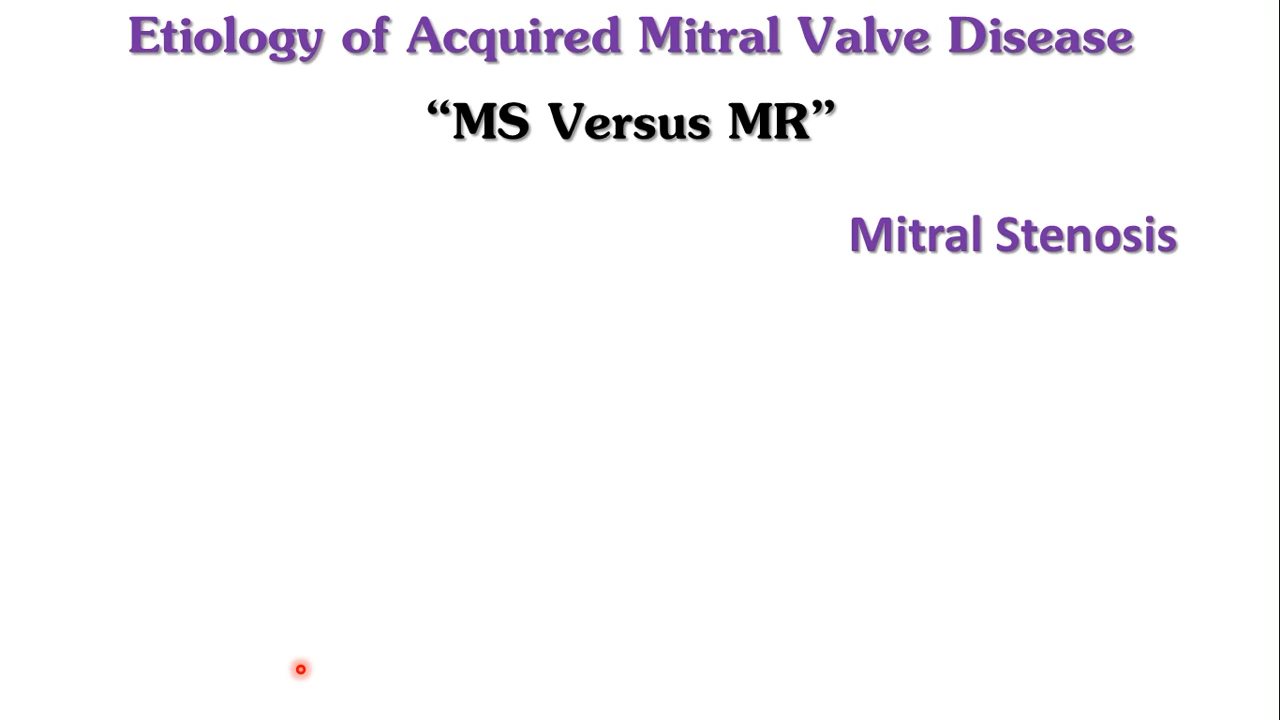 Etiology of Acquired Mitral Valve Disease
“MS Versus MR”
Mitral Stenosis